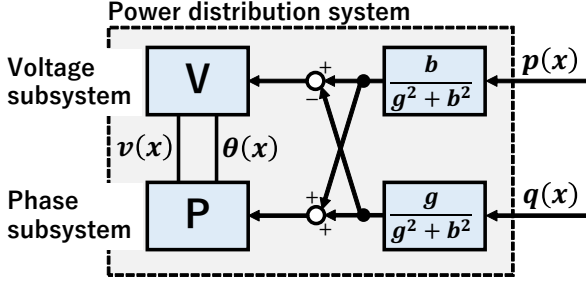 Power distribution system
Voltage
subsystem
V
+
−
b
g² + b²
p(x)
v(x)
θ(x)
Phase
subsystem
P
+
+
g
g² + b²
q(x)